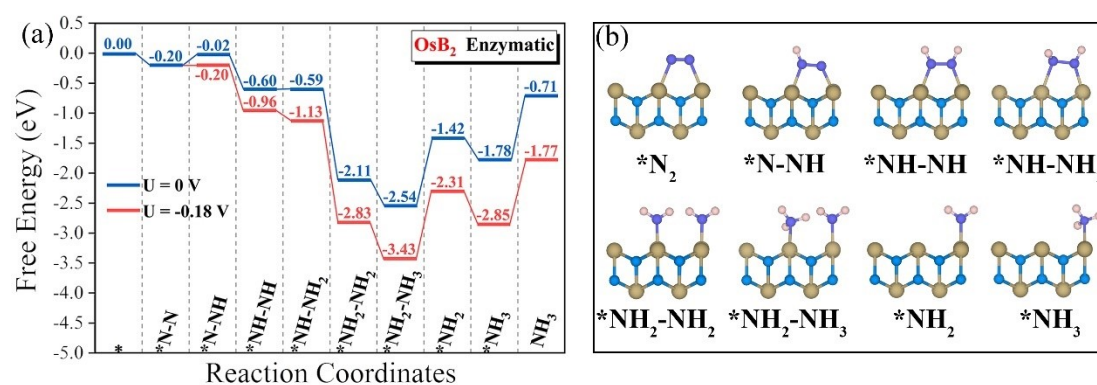 (a)
OsB2 Enzymatic
Free Energy (eV)
0.5
0.0
-0.5
-1.0
-1.5
-2.0
-2.5
-3.0
-3.5
-4.0
-4.5
-5.0
0.00
-0.20
-0.02
-0.20
-0.60
-0.96
-0.59
-1.13
-2.11
-2.83
-2.54
-3.43
-1.42
-2.31
-1.78
-2.85
-0.71
-1.77
U = 0 V
U = -0.18 V
*
*N-N
*N-NH
*NH-NH
*NH-NH2
*NH2-NH2
*NH2-NH3
*NH2
*NH3
NH3
Reaction Coordinates
(b)
*N2
*N-NH
*NH-NH
*NH-NH
*NH2-NH2
*NH2-NH3
*NH2
*NH3